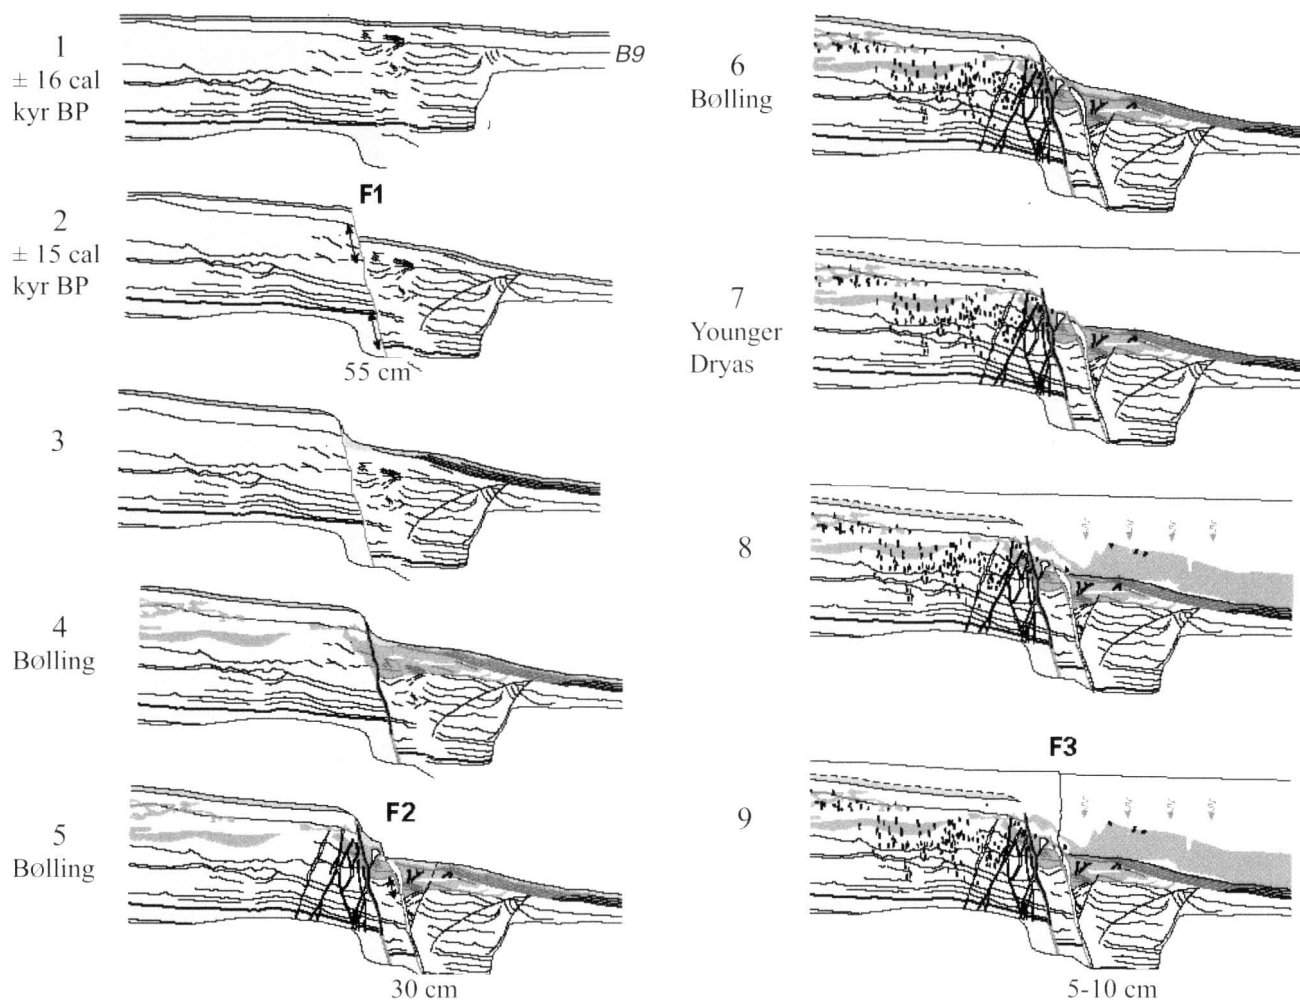 1
± 16 cal
kyr BP
B9
F1
2
± 15 cal
kyr BP
55 cm
3
4
Bølling
F2
5
Bølling
30 cm
6
Bølling
7
Younger
Dryas
8
F3
9
5-10 cm